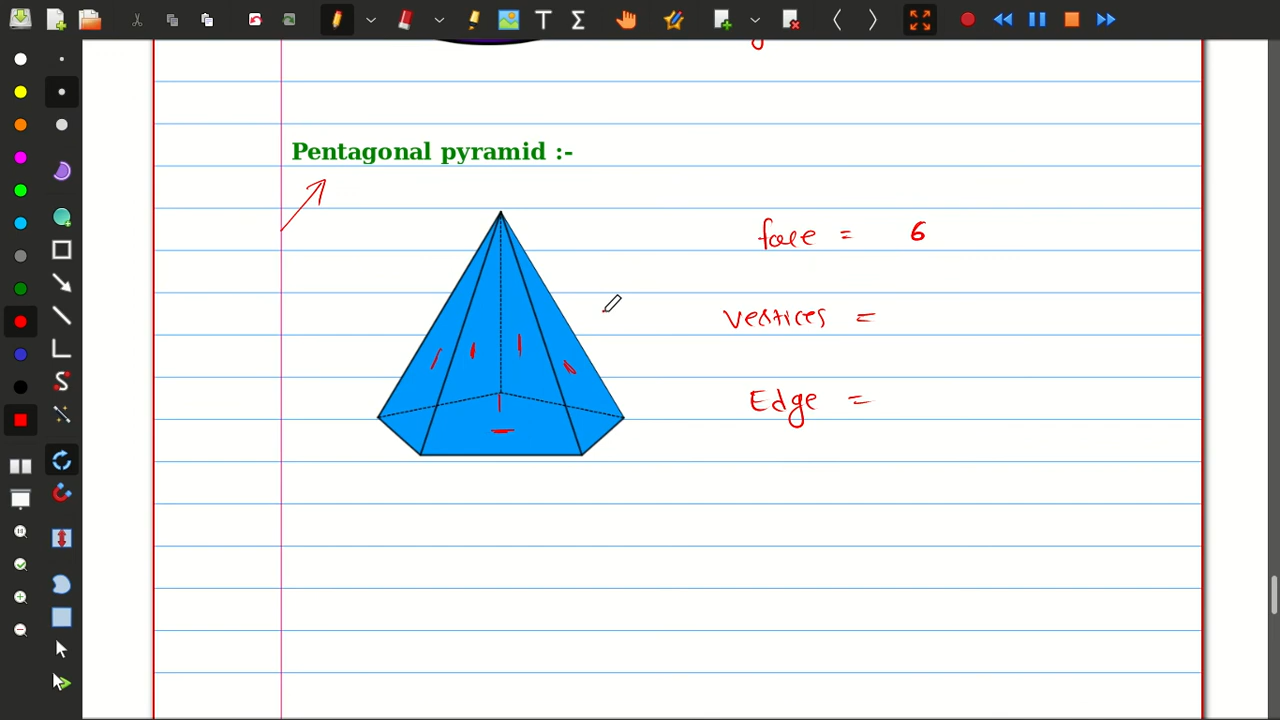 Pentagonal pyramid :-
face = 6
vertices =
Edge =